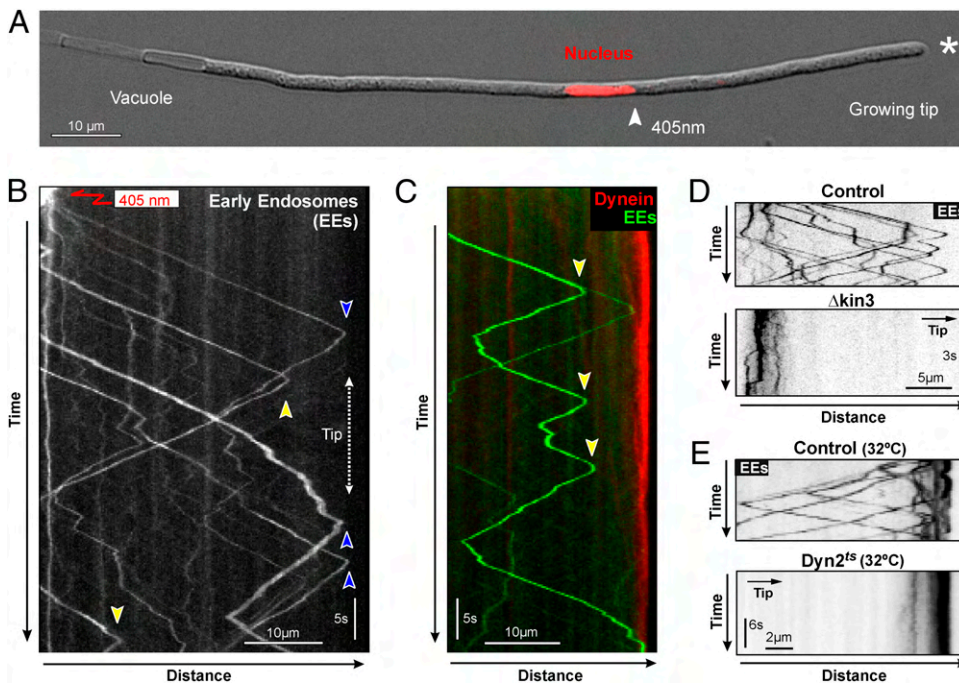 A
Nucleus
*
Vacuole
Growing tip
10 µm
405nm
B
405 nm
Early Endosomes
(EEs)
Time
Tip
5s
10µm
Distance
C
Dynein
EEs
Time
5s
10µm
Distance
D
Control
EEs
Time
Δkin3
Tip
3s
Time
5µm
Distance
E
Control (32ºC)
EEs
Time
Dyn2ts (32ºC)
Tip
Time
6s
2µm
Distance